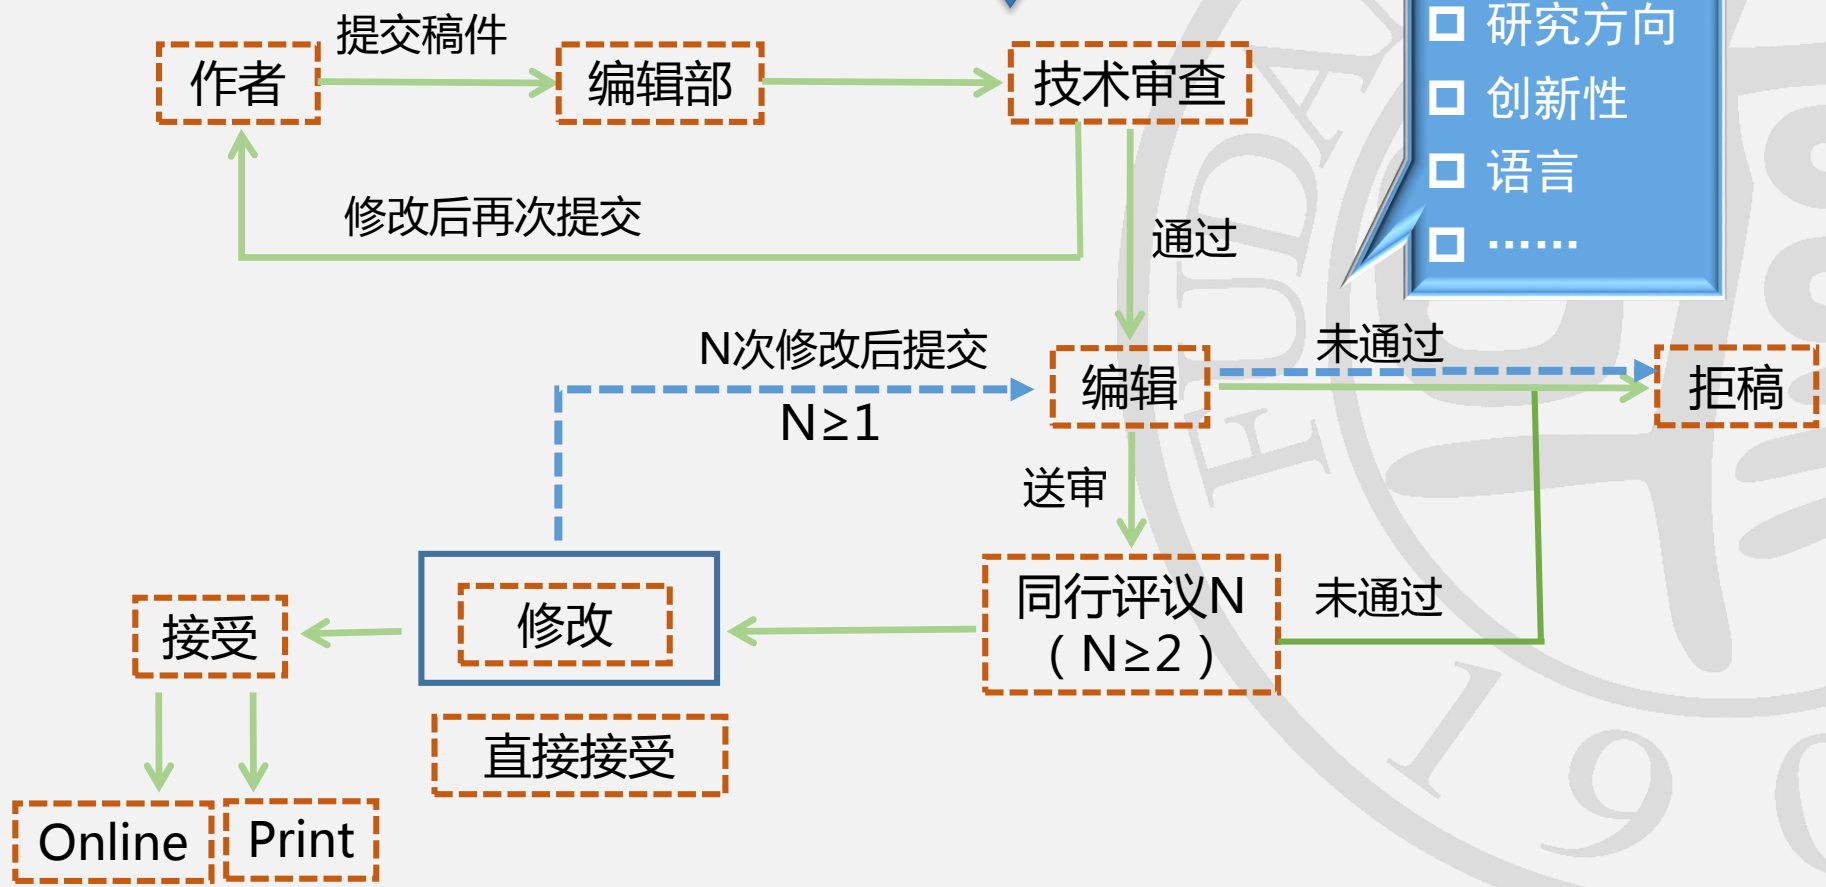 提交稿件
作者
编辑部
技术审查
研究方向
创新性
语言
······
修改后再次提交
通过
N次修改后提交
N≥1
编辑
未通过
拒稿
送审
同行评议N
（N≥2）
未通过
修改
接受
直接接受
Online
Print
FUDA
19